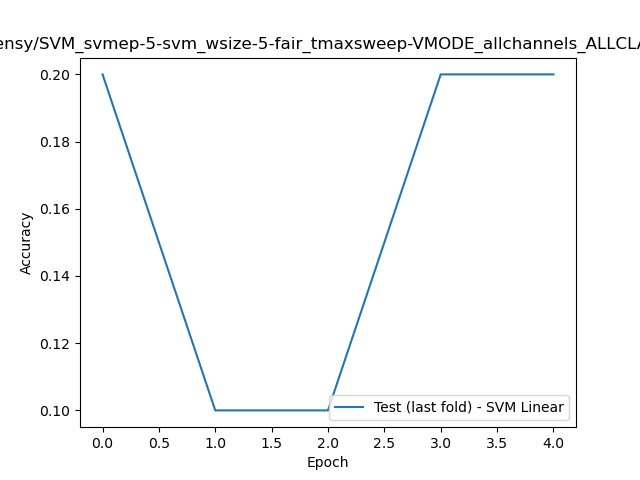 ensy/SVM_svmep-5-svm_wsize-5-fair_tmaxsweep-VMODE_allchannels_ALLCLA
0.20
0.18
0.16
0.14
0.12
0.10
Accuracy
Test (last fold) - SVM Linear
0.0 0.5 1.0 1.5 2.0 2.5 3.0 3.5 4.0
Epoch